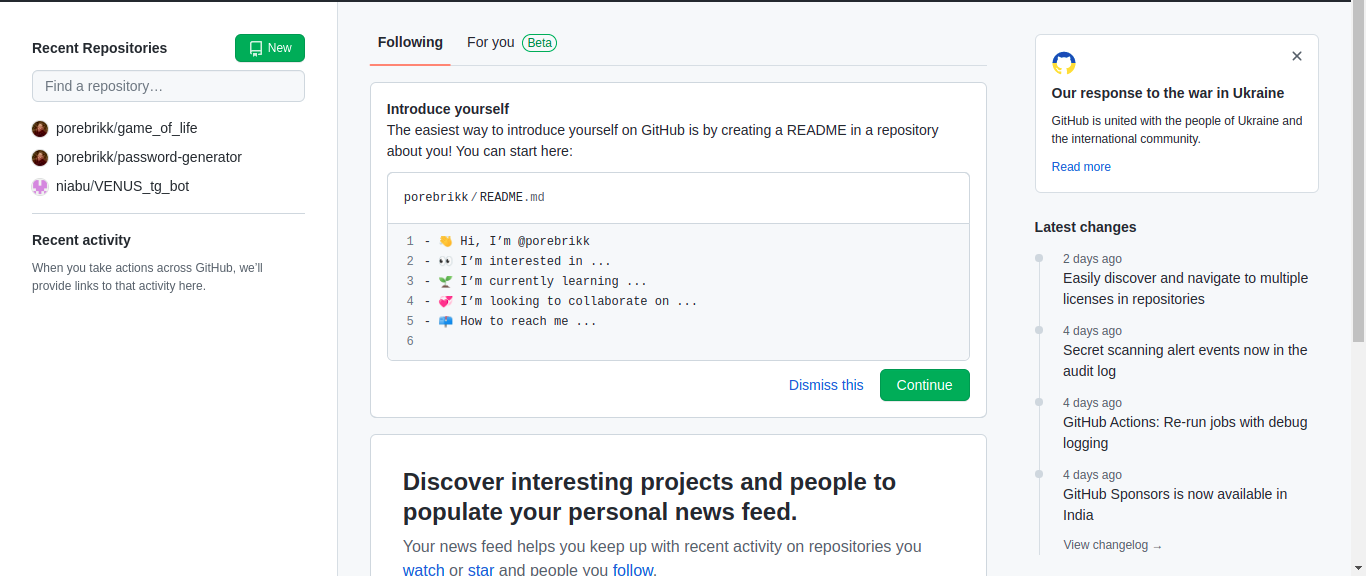 Recent Repositories
New
Find a repository…
porebrikk/game_of_life
porebrikk/password-generator
niabu/VENUS_tg_bot
Recent activity
When you take actions across GitHub, we’ll
provide links to that activity here.
Following
For you Beta
Introduce yourself
The easiest way to introduce yourself on GitHub is by creating a README in a repository
about you! You can start here:
porebrikk/README.md
1 - 👋 Hi, I’m @porebrikk
2 - 👀 I’m interested in ...
3 - 🌱 I’m currently learning ...
4 - 💞️ I’m looking to collaborate on ...
5 - 📫 How to reach me ...
6
Dismiss this
Continue
Discover interesting projects and people to
populate your personal news feed.
Your news feed helps you keep up with recent activity on repositories you
watch or star and people you follow.
Our response to the war in Ukraine
GitHub is united with the people of Ukraine and
the international community.
Read more
Latest changes
2 days ago
Easily discover and navigate to multiple
licenses in repositories
4 days ago
Secret scanning alert events now in the
audit log
4 days ago
GitHub Actions: Re-run jobs with debug
logging
4 days ago
GitHub Sponsors is now available in
India
View changelog →